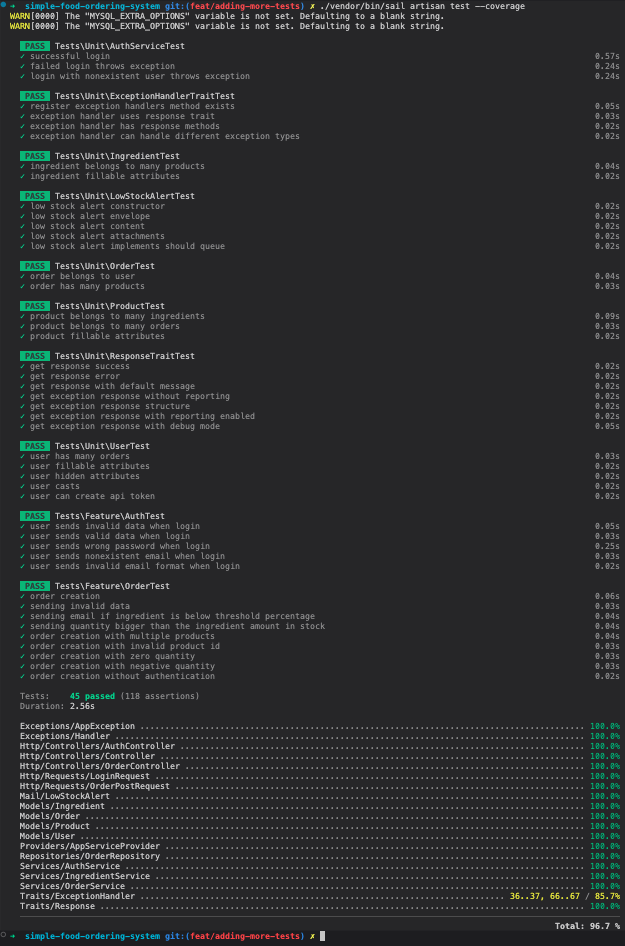 ➜ simple-food-ordering-system git:(feat/adding-more-tests) ✗ ./vendor/bin/sail artisan test --coverage
WARN[0000] The "MYSQL_EXTRA_OPTIONS" variable is not set. Defaulting to a blank string.
WARN[0000] The "MYSQL_EXTRA_OPTIONS" variable is not set. Defaulting to a blank string.
PASS Tests\Unit\AuthServiceTest
✓ successful login 0.57s
✓ failed login throws exception 0.24s
✓ login with nonexistent user throws exception 0.24s
PASS Tests\Unit\ExceptionHandlerTraitTest
✓ register exception handlers method exists 0.05s
✓ exception handler uses response trait 0.03s
✓ exception handler has response methods 0.02s
✓ exception handler can handle different exception types 0.02s
PASS Tests\Unit\IngredientTest
✓ ingredient belongs to many products 0.04s
✓ ingredient fillable attributes 0.02s
PASS Tests\Unit\LowStockAlertTest
✓ low stock alert constructor 0.02s
✓ low stock alert envelope 0.02s
✓ low stock alert content 0.02s
✓ low stock alert attachments 0.02s
✓ low stock alert implements should queue 0.02s
PASS Tests\Unit\OrderTest
✓ order belongs to user 0.04s
✓ order has many products 0.03s
PASS Tests\Unit\ProductTest
✓ product belongs to many ingredients 0.09s
✓ product belongs to many orders 0.03s
✓ product fillable attributes 0.02s
PASS Tests\Unit\ResponseTraitTest
✓ get response success 0.02s
✓ get response error 0.02s
✓ get response with default message 0.02s
✓ get exception response without reporting 0.02s
✓ get exception response structure 0.02s
✓ get exception response with reporting enabled 0.02s
✓ get exception response with debug mode 0.05s
PASS Tests\Unit\UserTest
✓ user has many orders 0.03s
✓ user fillable attributes 0.02s
✓ user hidden attributes 0.02s
✓ user casts 0.02s
✓ user can create api token 0.02s
PASS Tests\Feature\AuthTest
✓ user sends invalid data when login 0.05s
✓ user sends valid data when login 0.03s
✓ user sends wrong password when login 0.25s
✓ user sends nonexistent email when login 0.03s
✓ user sends invalid email format when login 0.02s
PASS Tests\Feature\OrderTest
✓ order creation 0.06s
✓ sending invalid data 0.03s
✓ sending email if ingredient is below threshold percentage 0.04s
✓ sending quantity bigger than the ingredient amount in stock 0.04s
✓ order creation with multiple products 0.04s
✓ order creation with invalid product id 0.03s
✓ order creation with zero quantity 0.03s
✓ order creation with negative quantity 0.03s
✓ order creation without authentication 0.02s
Tests: 45 passed (118 assertions)
Duration: 2.56s
Exceptions/AppException ........ 100.0%
Exceptions/Handler ........ 100.0%
Http/Controllers/AuthController ........ 100.0%
Http/Controllers/Controller ........ 100.0%
Http/Controllers/OrderController ........ 100.0%
Http/Requests/LoginRequest ........ 100.0%
Http/Requests/OrderPostRequest ........ 100.0%
Mail/LowStockAlert ........ 100.0%
Models/Ingredient ........ 100.0%
Models/Order ........ 100.0%
Models/Product ........ 100.0%
Models/User ........ 100.0%
Providers/AppServiceProvider ........ 100.0%
Repositories/OrderRepository ........ 100.0%
Services/AuthService ........ 100.0%
Services/IngredientService ........ 100.0%
Services/OrderService ........ 100.0%
Traits/ExceptionHandler ........ 36..37, 66..67 / 85.7%
Traits/Response ........ 100.0%
Total: 96.7 %
➜ simple-food-ordering-system git:(feat/adding-more-tests) ✗